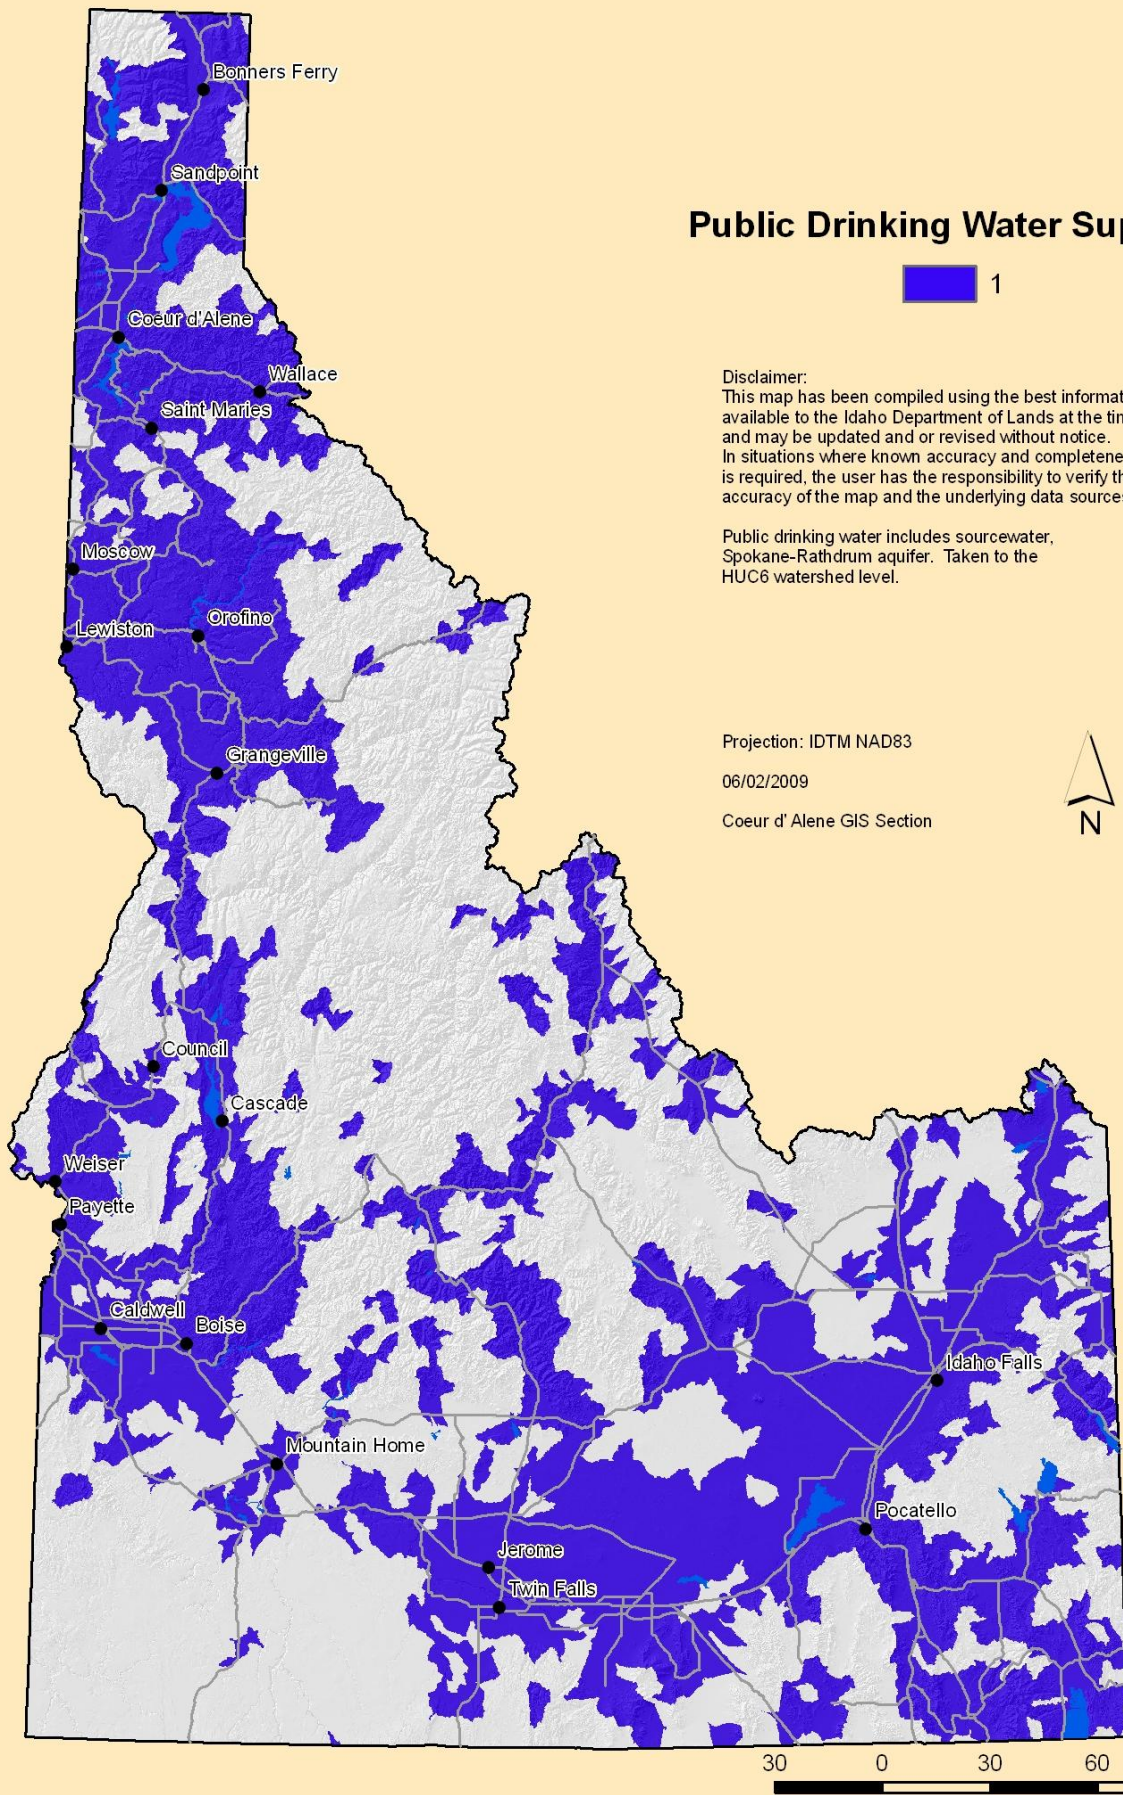 Bonners Ferry
Sandpoint
Public Drinking Water Su
1
Coeur d'Alene
Wallace
Saint Maries
Disclaimer:
This map has been compiled using the best informat
available to the Idaho Department of Lands at the tim
and may be updated and or revised without notice.
In situations where known accuracy and completene
is required, the user has the responsibility to verify th
accuracy of the map and the underlying data source
Public drinking water includes sourcewater,
Spokane-Rathdrum aquifer. Taken to the
HUC6 watershed level.
Moscow
Orofino
Lewiston
Grangeville
Projection: IDTM NAD83
06/02/2009
Coeur d' Alene GIS Section
N
Council
Cascade
Weiser
Payette
Caldwell
Boise
Idaho Falls
Mountain Home
Pocatello
Jerome
Twin Falls
30 0 30 60